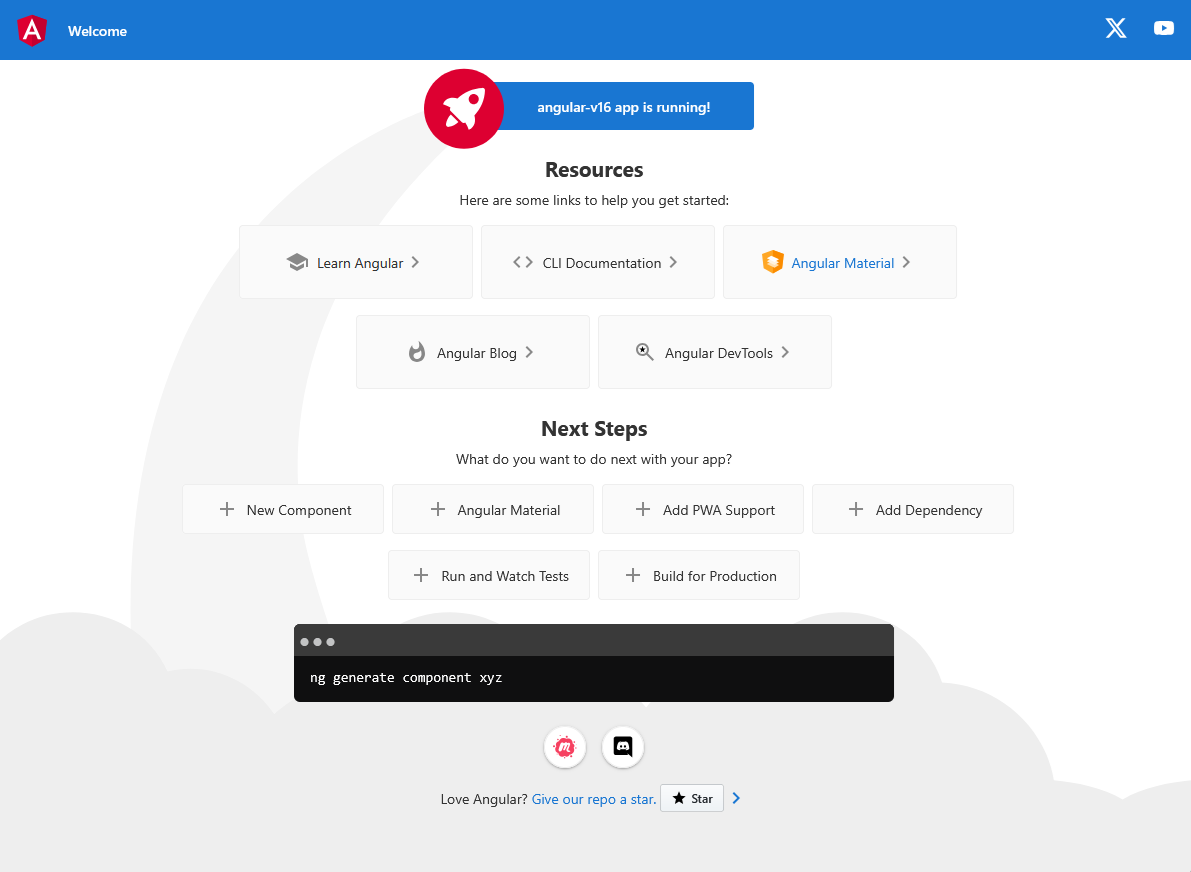 Welcome
angular-v16 app is running!
Resources
Here are some links to help you get started:
Learn Angular
CLI Documentation
Angular Material
Angular Blog
Angular DevTools
Next Steps
What do you want to do next with your app?
New Component
Angular Material
Add PWA Support
Add Dependency
Run and Watch Tests
Build for Production
ng generate component xyz
Love Angular? Give our repo a star. Star